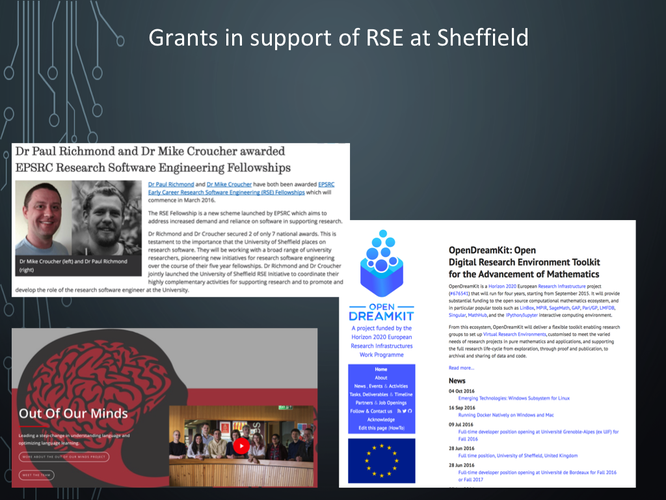 Grants in support of RSE at Sheffield
Dr Paul Richmond and Dr Mike Croucher awarded
EPSRC Research Software Engineering Fellowships
Dr Paul Richmond and Dr Mike Croucher have both been awarded EPSRC
Early Career Research Software Engineering (RSE) Fellowships which will
commence in March 2016.
The RSE Fellowship is a new scheme launched by EPSRC which aims to
address increased demand and reliance on software in supporting research.
Dr Richmond and Dr Croucher secured 2 of only 7 national awards. This is
testament to the importance that the University of Sheffield places on
research software. They will be working with a broad range of university
researchers, pioneering new initiatives for research software engineering
over the course of their five year fellowships. Dr Richmond and Dr Croucher
jointly launched the University of Sheffield RSE Initiative to coordinate their
highly complementary activities for supporting research and to promote and
develop the role of the research software engineer at the University.
Dr Mike Croucher (left) and Dr Paul Richmond
(right)
OPEN
DREAMKIT
A project funded by the
Horizon 2020 European
Research Infrastructures
Work Programme
Home
About
News , Events & Activities
Tasks, Deliverables & Timeline
Partners & Job Openings
Follow & Contact us
Acknowledge
Edit this page (HowTo)
OpenDreamKit: Open
Digital Research Environment Toolkit
for the Advancement of Mathematics
OpenDreamKit is a Horizon 2020 European Research Infrastructure project
(#676541) that will run for four years, starting from September 2015. It will provide
substantial funding to the open source computational mathematics ecosystem, and
in particular popular tools such as LinBox, MPIR, SageMath, GAP, Pari/GP, LMFDB,
Singular, MathHub, and the IPython/Jupyter interactive computing environment.
From this ecosystem, OpenDreamKit will deliver a flexible toolkit enabling research
groups to set up Virtual Research Environments, customised to meet the varied
needs of research projects in pure mathematics and applications, and supporting
the full research life-cycle from exploration, through proof and publication, to
archival and sharing of data and code.
Read more...
News
04 Oct 2016
Emerging Technologies: Windows Subsystem for Linux
16 Sep 2016
Running Docker Natively on Windows and Mac
09 Jul 2016
Full-time developer position opening at Université Grenoble-Alpes (ex UJF) for
Fall 2016
28 Jun 2016
Full time position, University of Sheffield, United Kingdom
28 Jun 2016
Full-time developer position opening at Université de Bordeaux for Fall 2016
or Fall 2017
Out Of Our Minds
Leading a step-change in understanding language and
optimizing language learning.
MORE ABOUT THE OUT OF OUR MINDS PROJECT
MEET THE TEAM